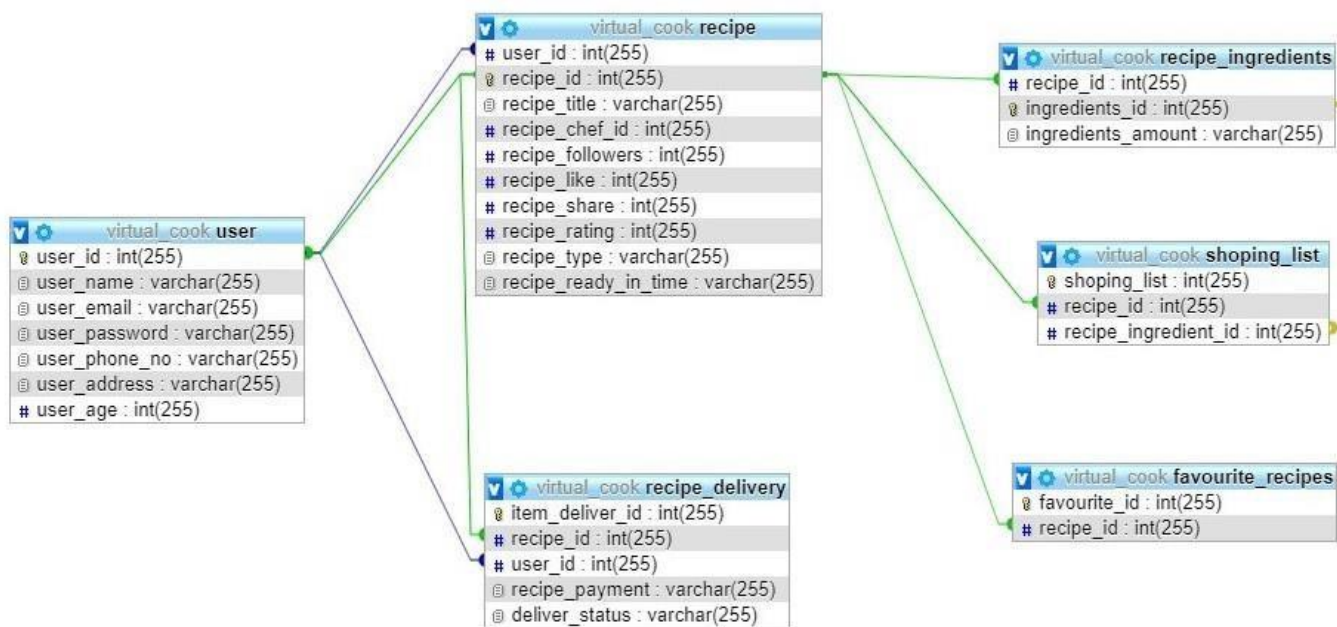 virtual_cook recipe
# user_id : int(255)
recipe_id : int(255)
recipe_title : varchar(255)
# recipe_chef_id : int(255)
# recipe_followers : int(255)
# recipe_like : int(255)
# recipe_share : int(255)
# recipe_rating : int(255)
recipe_type : varchar(255)
recipe_ready_in_time : varchar(255)
virtual_cook recipe_ingredients
# recipe_id : int(255)
ingredients_id : int(255)
ingredients_amount : varchar(255)
virtual_cook user
user_id : int(255)
user_name : varchar(255)
user_email : varchar(255)
user_password : varchar(255)
user_phone_no : varchar(255)
user_address : varchar(255)
# user_age : int(255)
virtual_cook shoping_list
shoping_list : int(255)
# recipe_id : int(255)
# recipe_ingredient_id : int(255)
virtual_cook recipe_delivery
item_deliver_id : int(255)
# recipe_id : int(255)
# user_id : int(255)
recipe_payment : varchar(255)
deliver_status : varchar(255)
virtual_cook favourite_recipes
favourite_id : int(255)
# recipe_id : int(255)